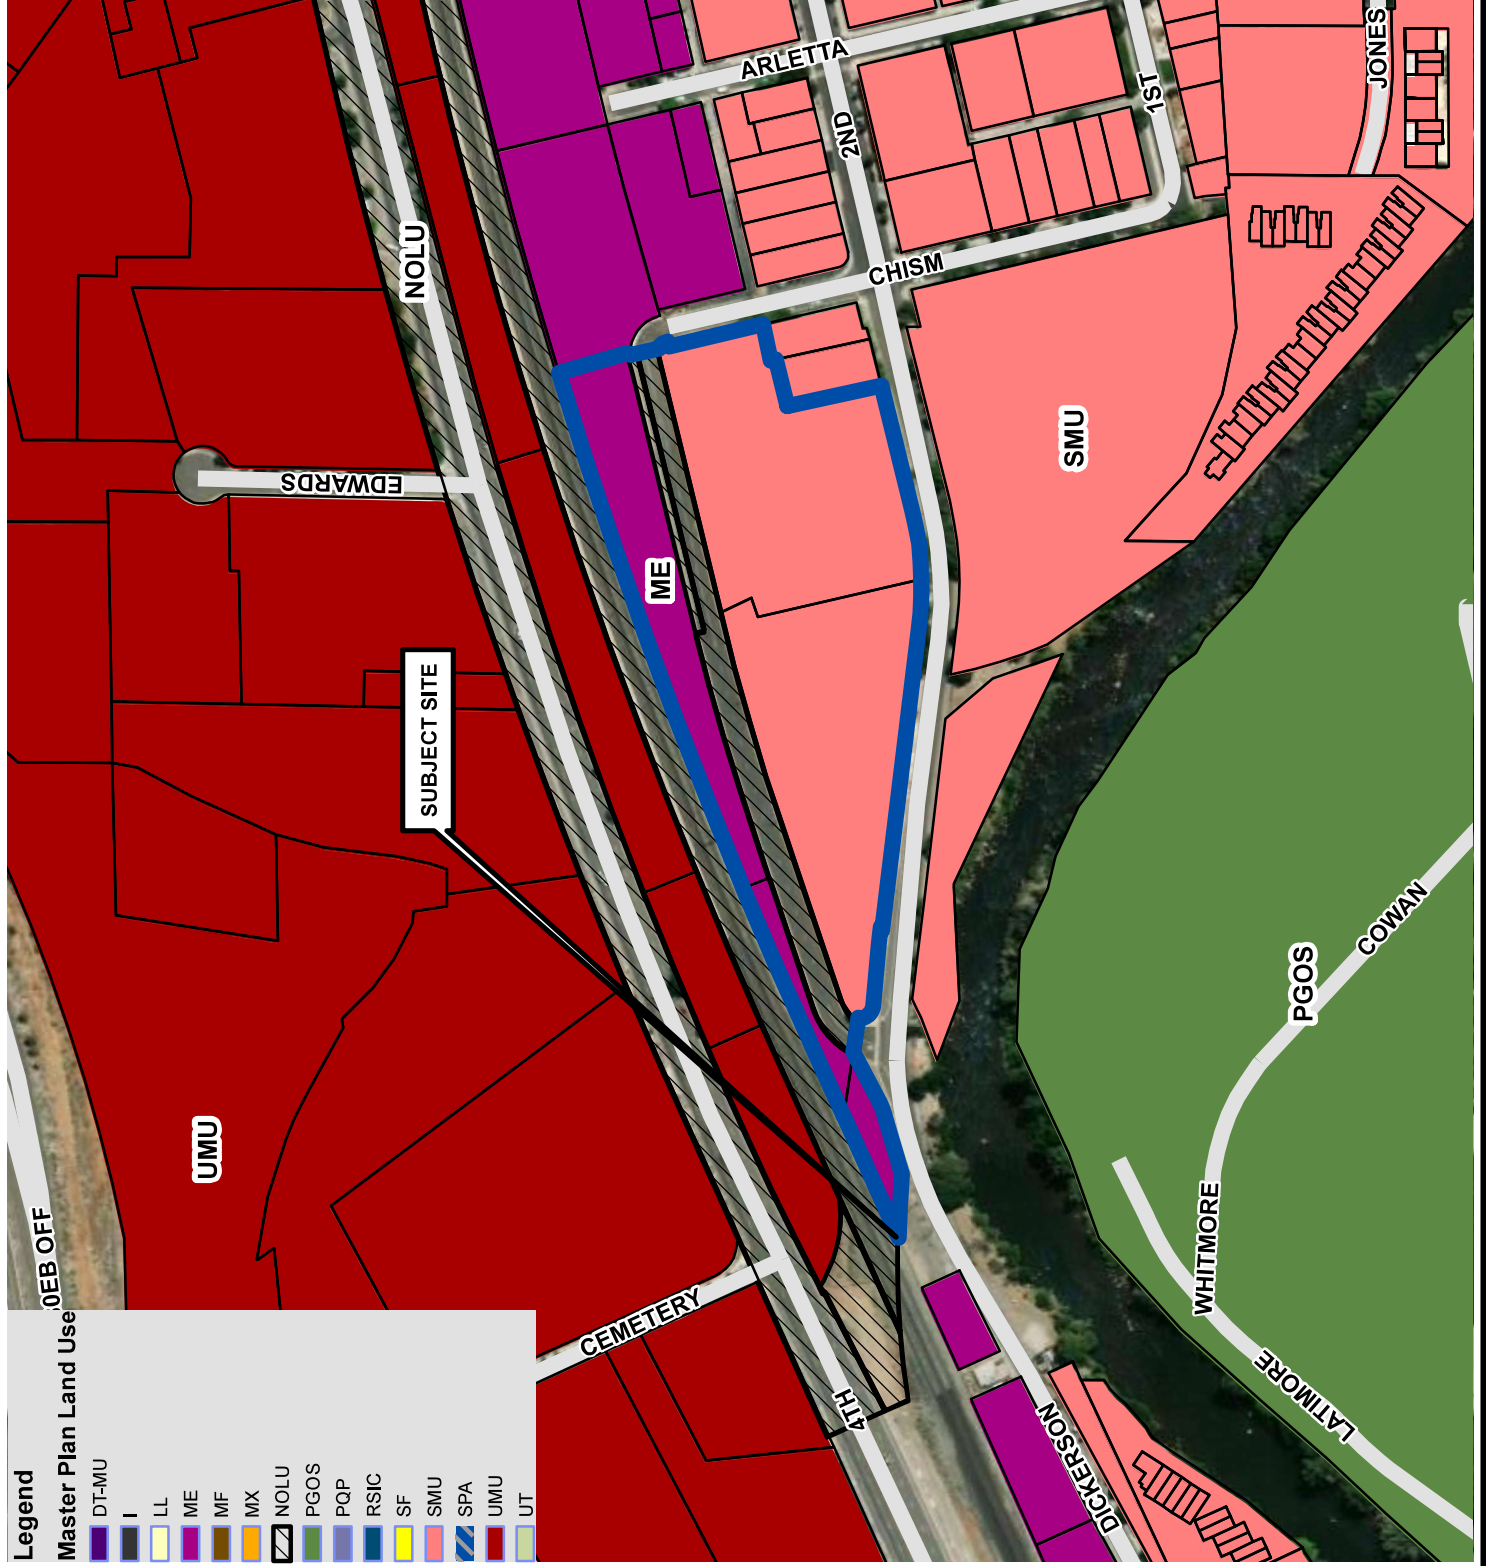 Legend
Master Plan Land Use
DT-MU
I
LL
ME
MF
MX
NOLU
PGOS
PQP
RSIC
SF
SMU
SPA
UMU
UT
0EB OFF
UMU
EDWARDS
NOLU
SUBJECT SITE
CEMETERY
4TH
ME
ARLETTA
2ND
CHISM
1ST
JONES
SMU
PGOS
COWAN
WHITMORE
LATIMORE
DICKERSON